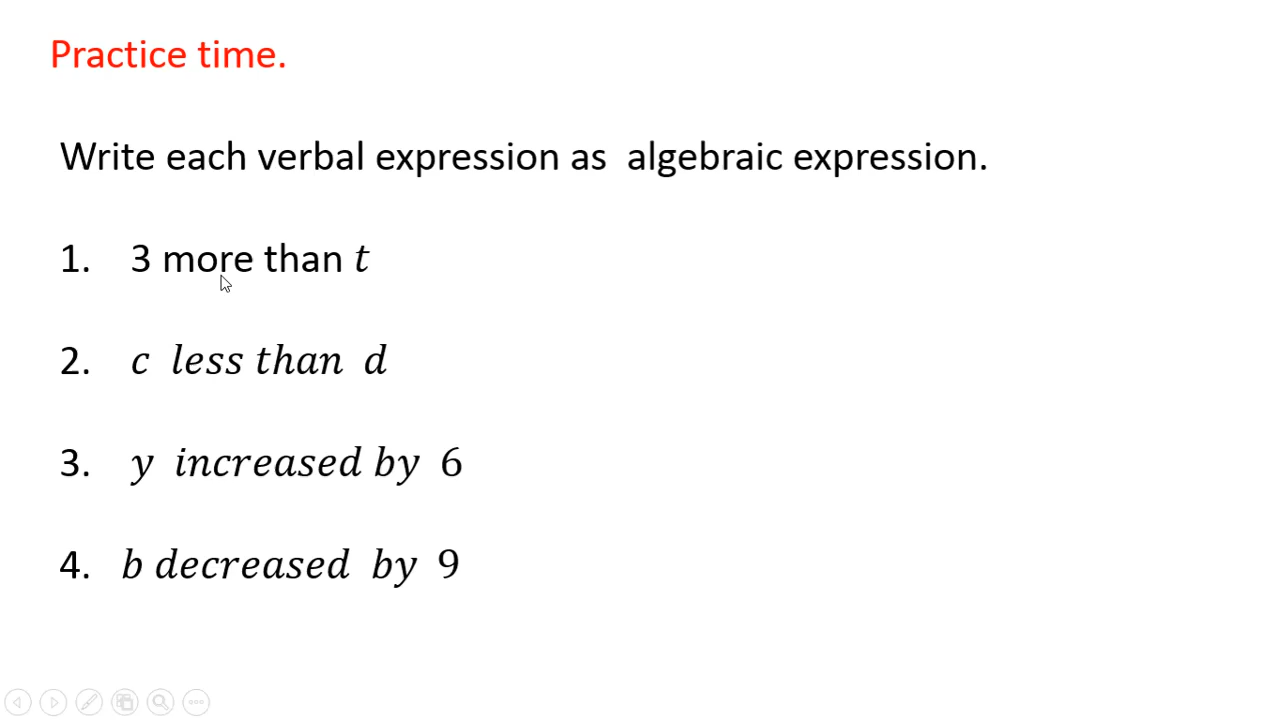 Practice time.
Write each verbal expression as algebraic expression.
1. 3 more than t
2. c less than d
3. y increased by 6
4. b decreased by 9